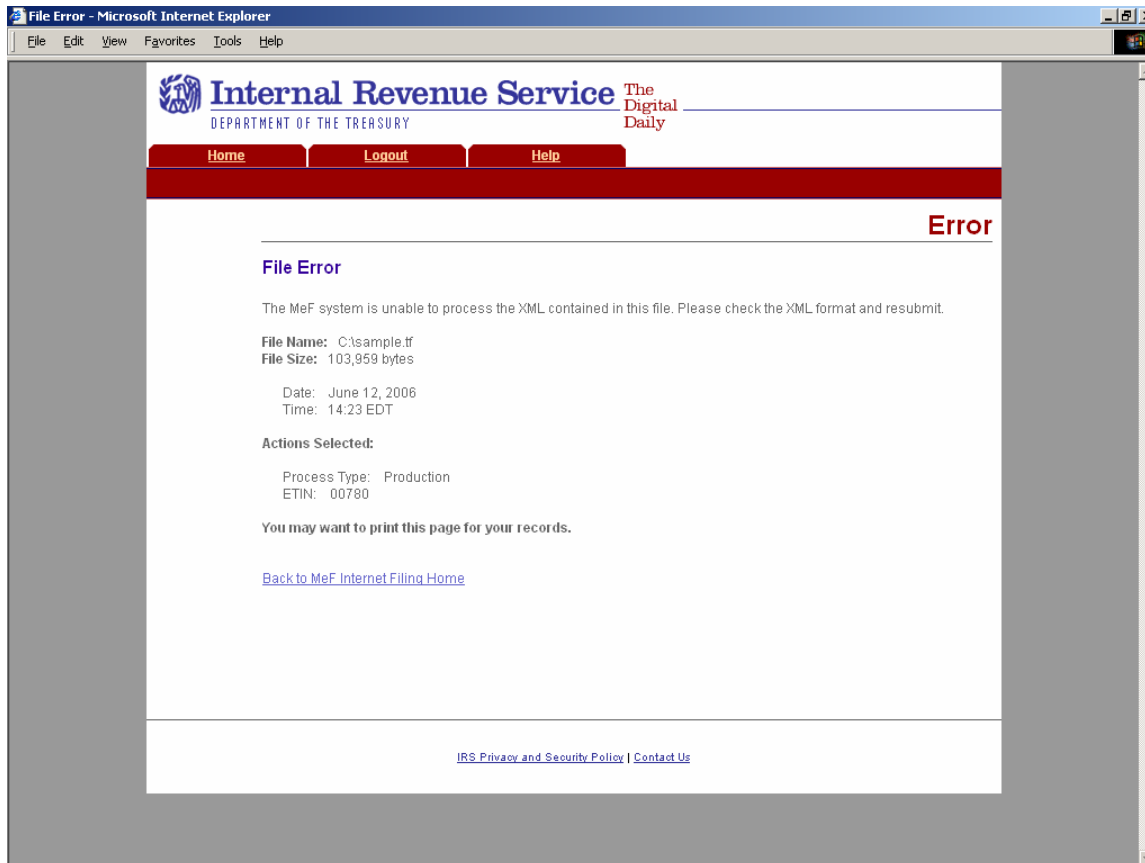 File Error - Microsoft Internet Explorer
File Edit View Favorites Tools Help
Internal Revenue Service
DEPARTMENT OF THE TREASURY
The
Digital
Daily
Home Logout Help
Error
File Error
The MeF system is unable to process the XML contained in this file. Please check the XML format and resubmit.
File Name: C:\sample.tf
File Size: 103,959 bytes
Date: June 12, 2006
Time: 14:23 EDT
Actions Selected:
Process Type: Production
ETIN: 00780
You may want to print this page for your records.
Back to MeF Internet Filing Home
IRS Privacy and Security Policy | Contact Us